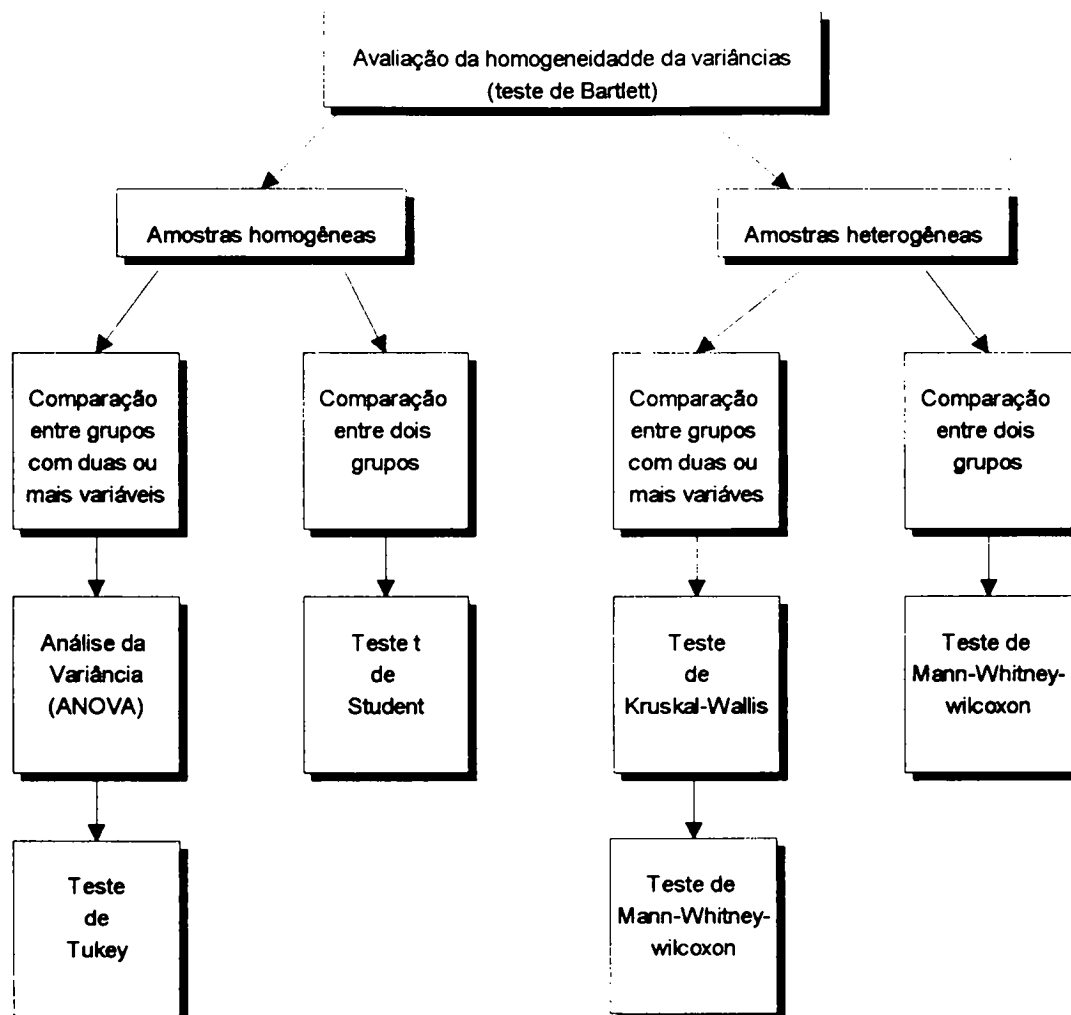 Avaliação da homogeneidadde da variâncias
(teste de Bartlett)
Amostras homogêneas
Amostras heterogêneas
Comparação
entre grupos
com duas ou
mais variáveis
Comparação
entre dois
grupos
Comparação
entre grupos
com duas ou
mais variáves
Comparação
entre dois
grupos
Análise da
Variância
(ANOVA)
Teste t
de
Student
Teste
de
Kruskal-Wallis
Teste de
Mann-Whitney-
wilcoxon
Teste
de
Tukey
Teste de
Mann-Whitney-
wilcoxon